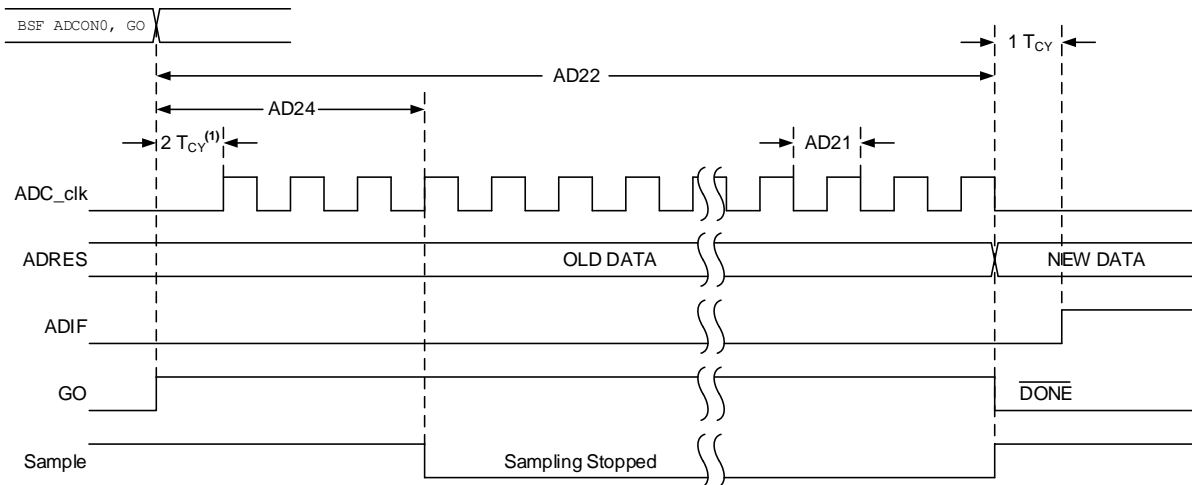 BSF ADCON0, GO
1 TCY
AD22
AD24
2 TCY(1)
AD21
ADC_clk
ADRES
OLD DATA
NEW DATA
ADIF
GO
DONE
Sample
Sampling Stopped